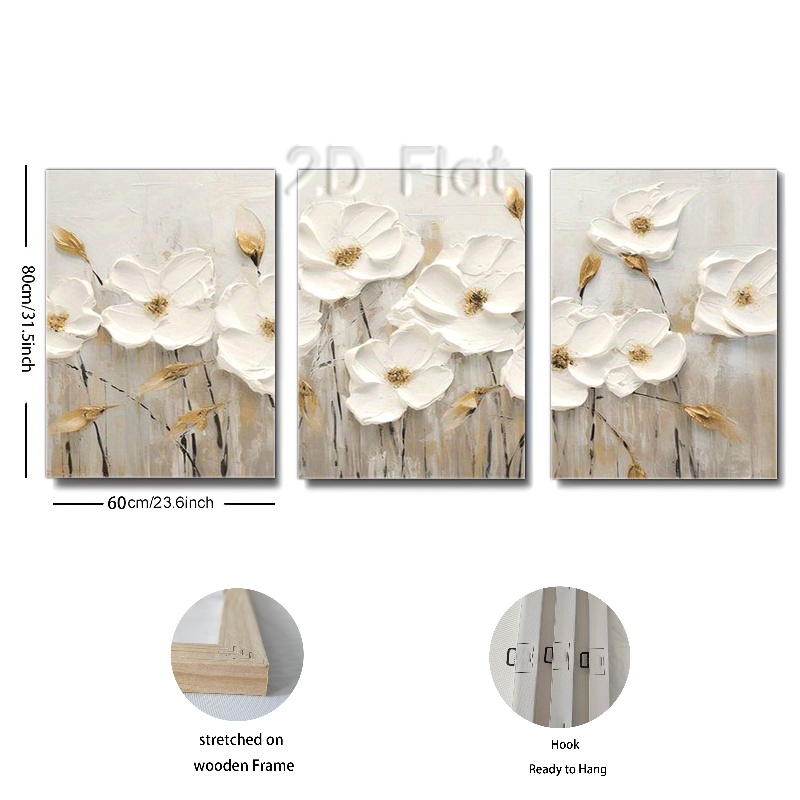 2D Flat
80cm/31.5inch
60cm/23.6inch
stretched on
wooden Frame
Hook
Ready to Hang